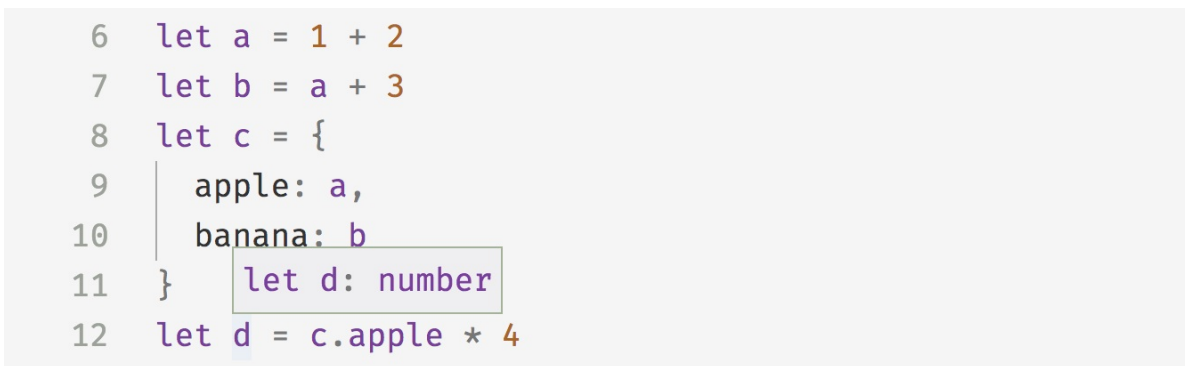 6 let a = 1 + 2
7 let b = a + 3
8 let c = {
9 apple: a,
10 banana: b
11 }
let d: number
12 let d = c.apple * 4